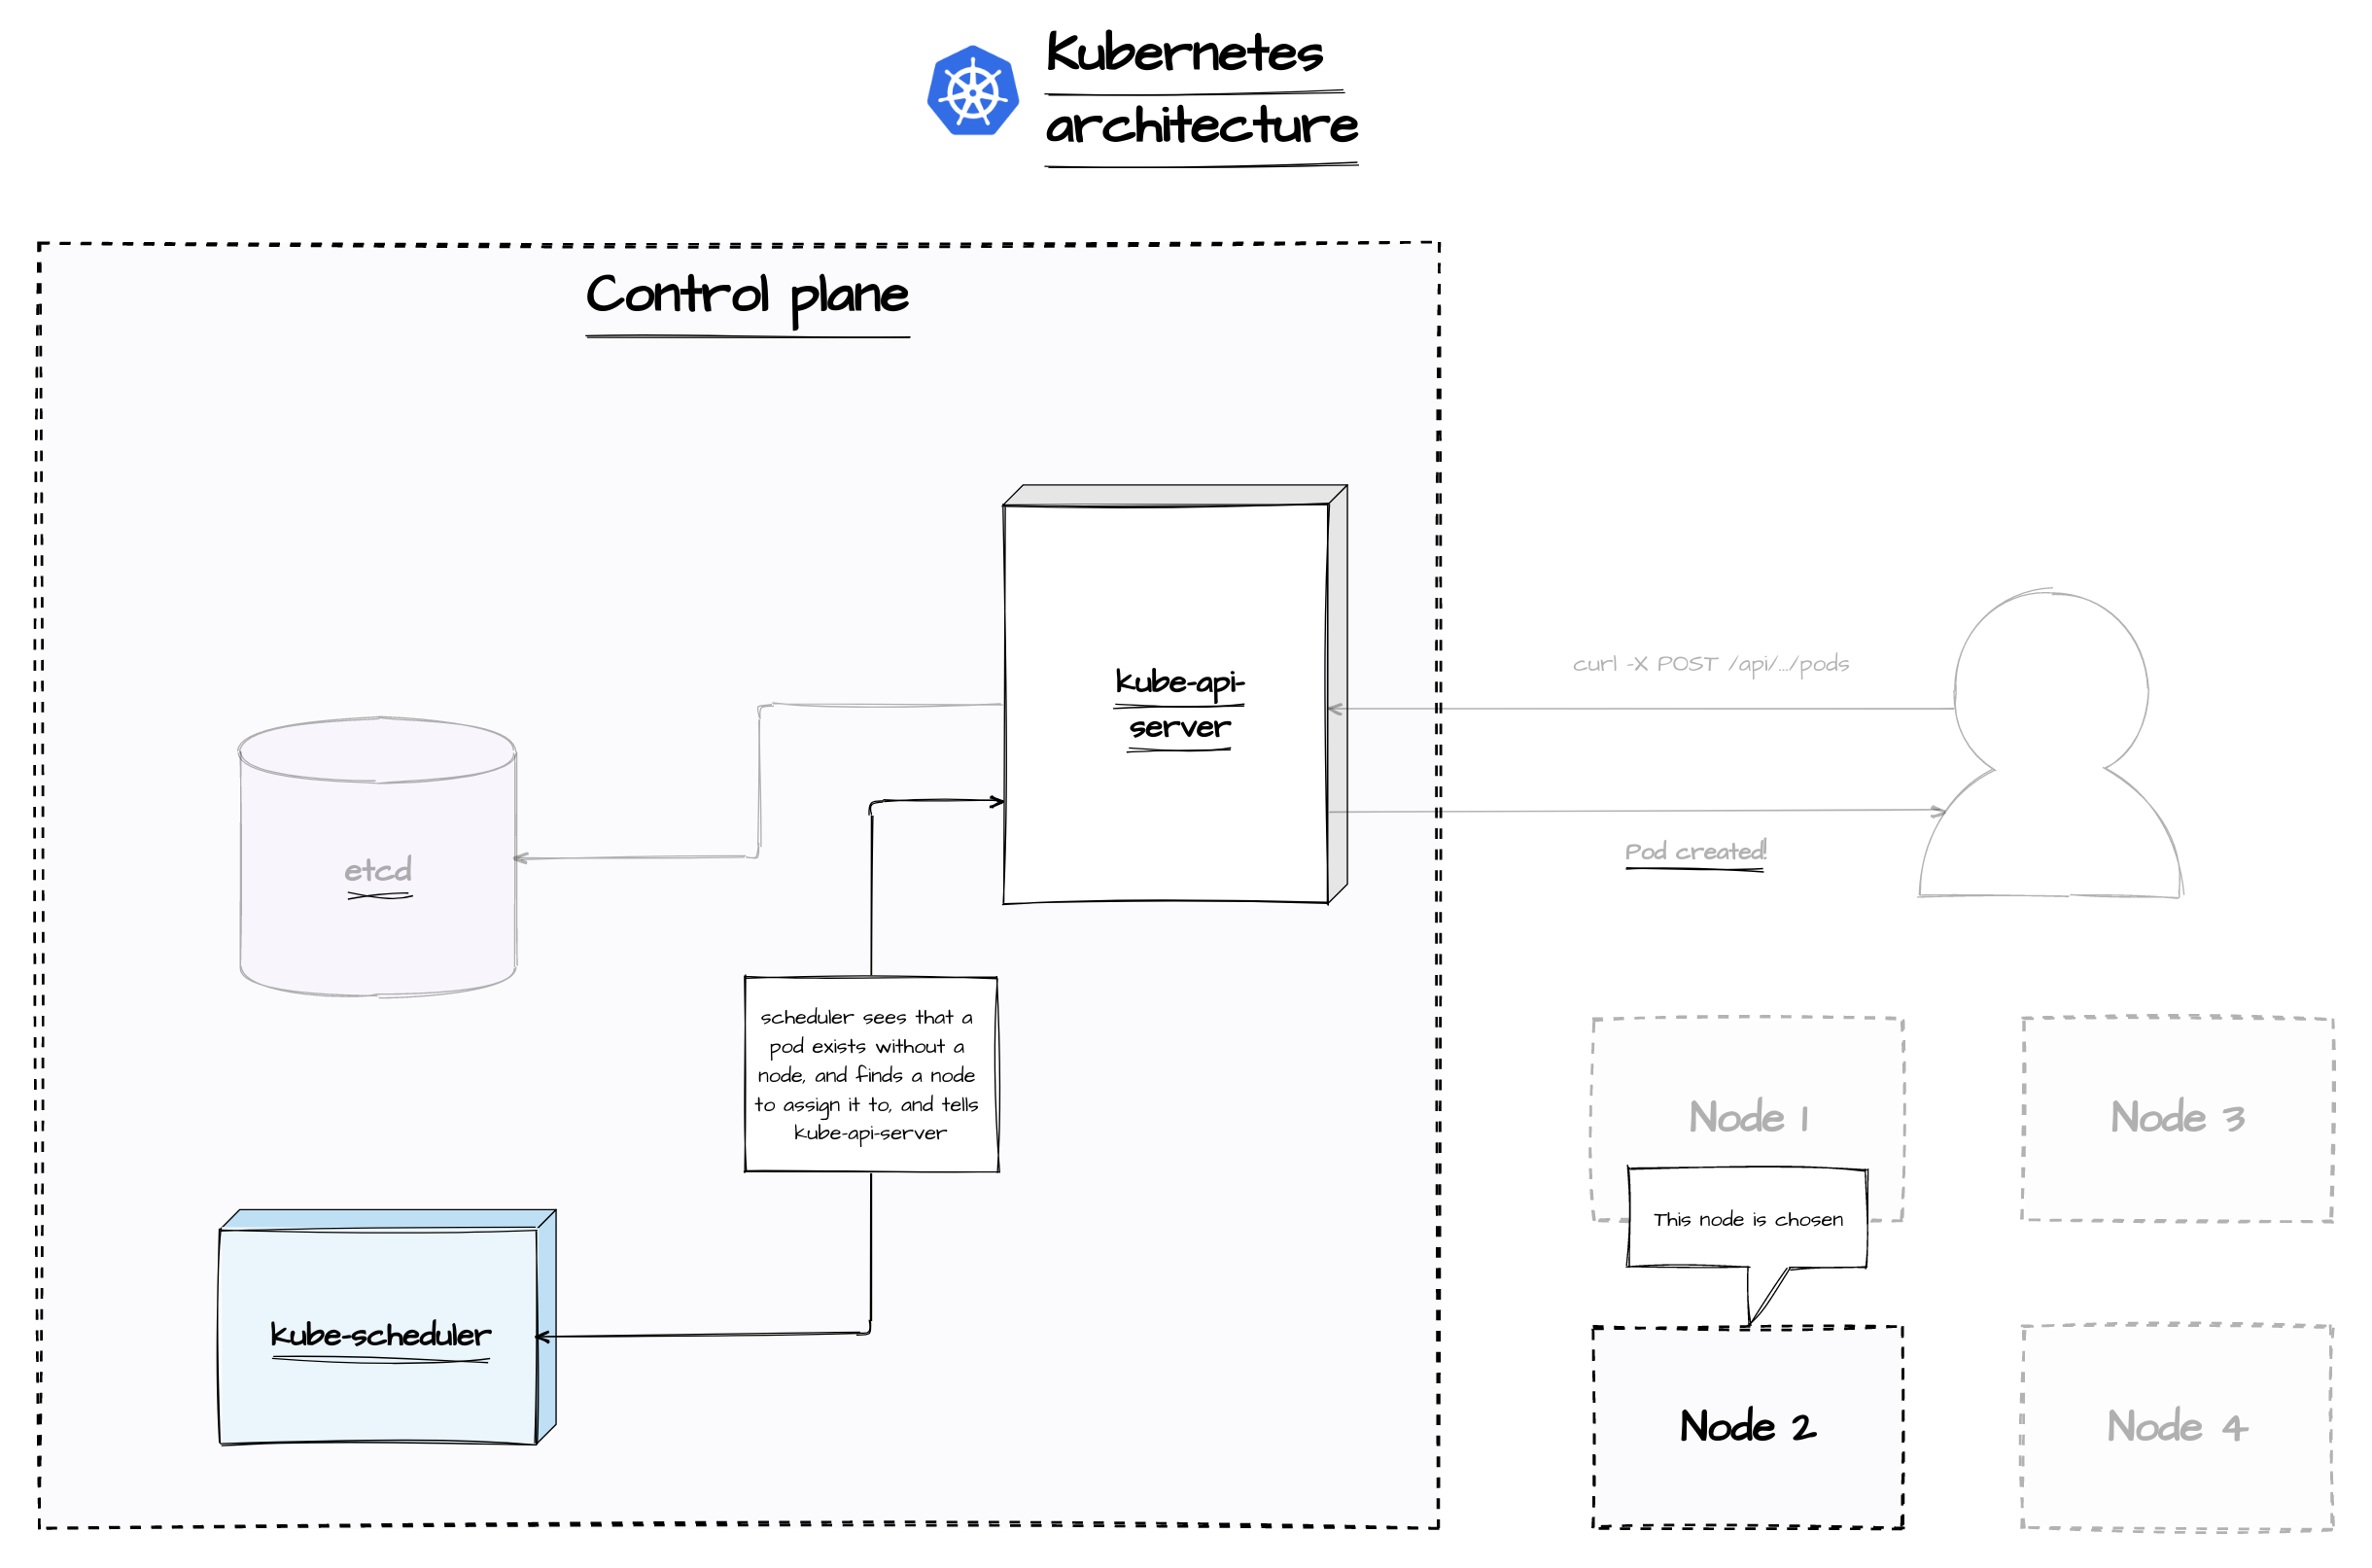 Kubernetes
architecture
Control plane
kube-api-
server
curl -X POST /api/.../pods
Pod created!
etcd
scheduler sees that a
pod exists without a
node, and finds a node
to assign it to, and tells
kube-api-server
kube-scheduler
Node 1
Node 3
This node is chosen
Node 2
Node 4